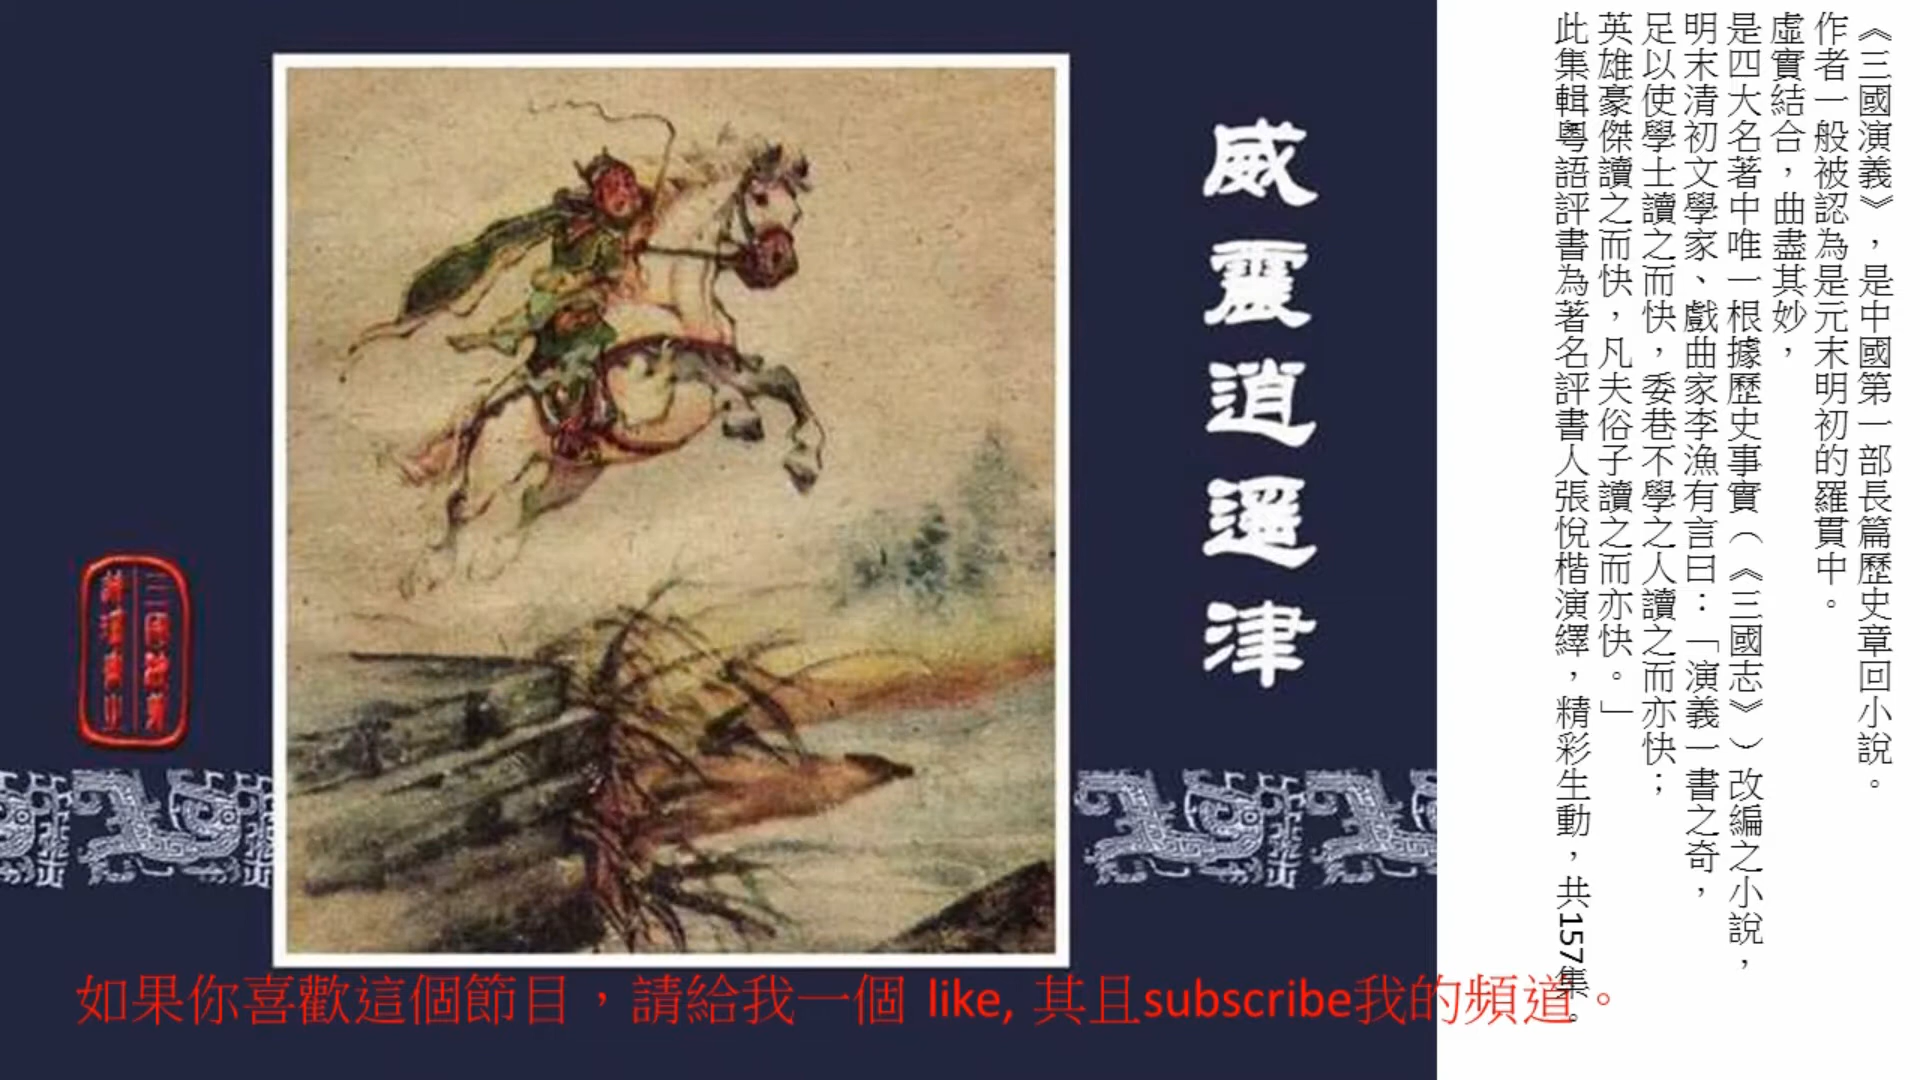 《三國演義》，是中國第一部長篇歷史章回小說。
作者一般被認為是元末明初的羅貫中。
虛實結合，曲盡其妙，
是四大名著中唯一根據歷史事實（《三國志》）改編之小說，
明末清初文學家、戲曲家李漁有言曰：「演義一書之奇，
足以使學士讀之而快，委巷不學之人讀之而亦快；
英雄豪傑讀之而快，凡夫俗子讀之而亦快。」
此集輯粵語評書為著名評書人張悅楷演繹，精彩生動，共157集。
威震逍遥津
如果你喜歡這個節目，請給我一個 like, 其且subscribe我的頻道。